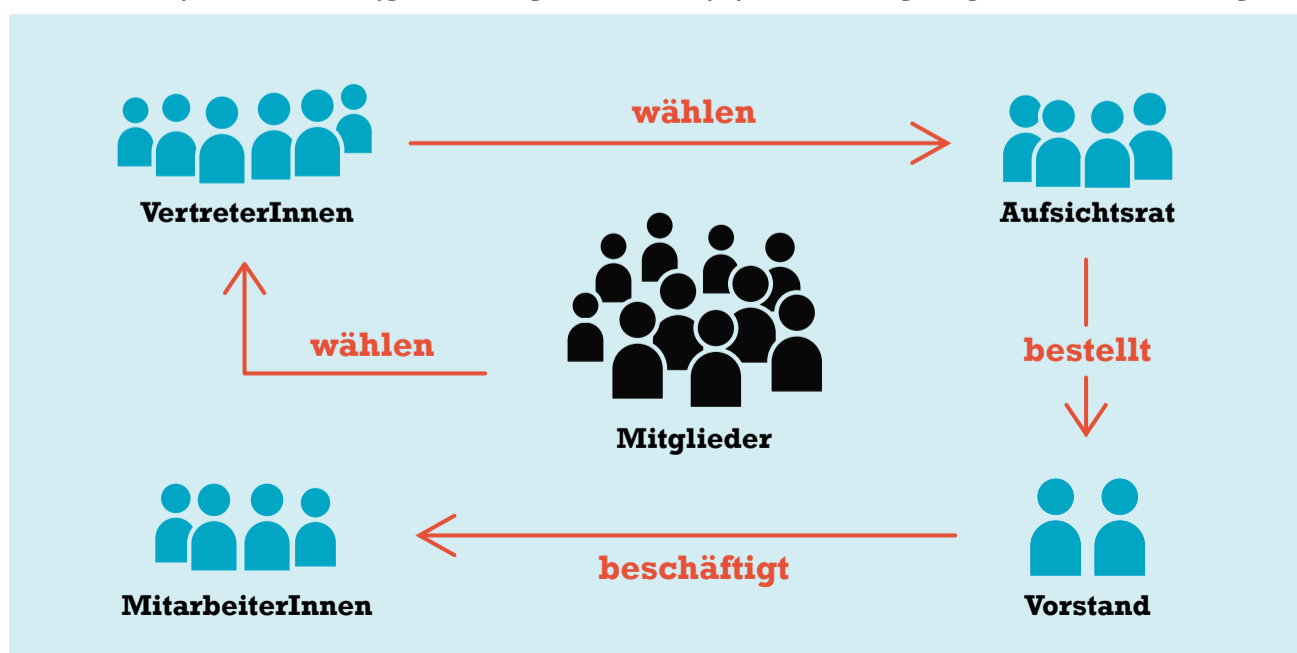 wählen
VertreterInnen
Aufsichtsrat
wählen
bestellt
Mitglieder
beschäftigt
MitarbeiterInnen
Vorstand